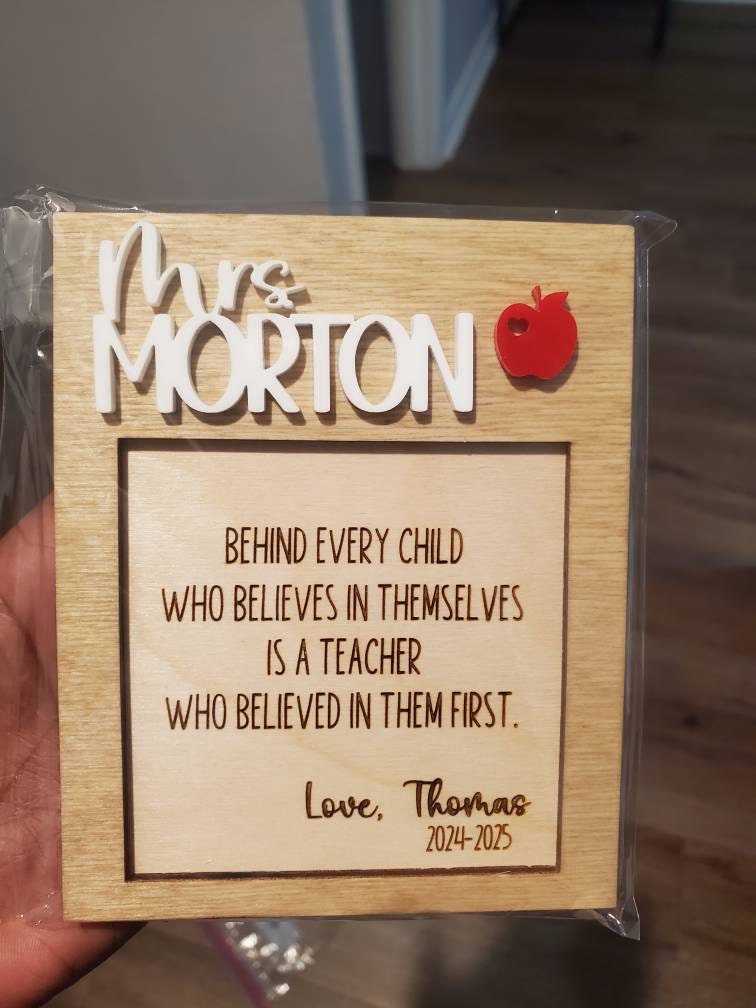 Mrs.
MORTON
BEHIND EVERY CHILD
WHO BELIEVES IN THEMSELVES
IS A TEACHER
WHO BELIEVED IN THEM FIRST.
Love, Thomas
2024-2025